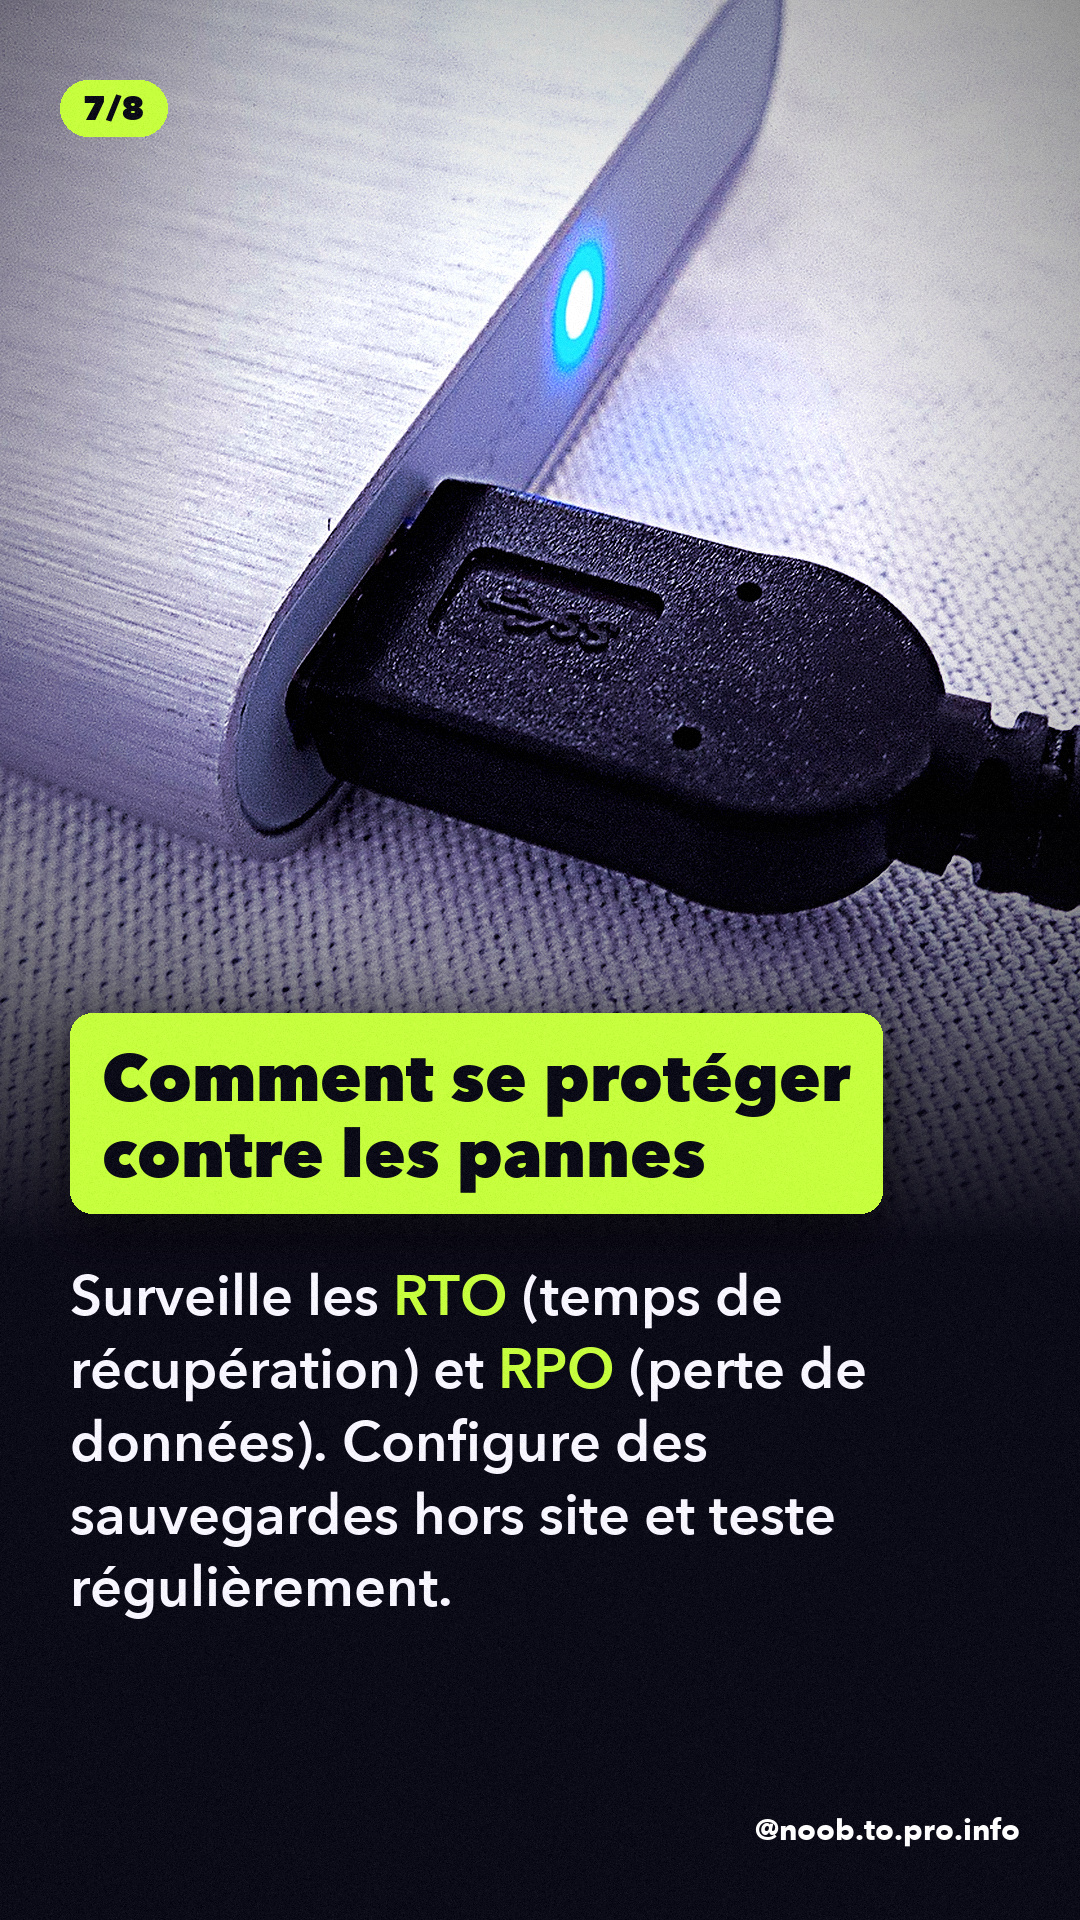 7/8
SS
Comment se protéger
contre les pannes
Surveille les RTO (temps de
récupération) et RPO (perte de
données). Configure des
sauvegardes hors site et teste
régulièrement.
@noob.to.pro.info